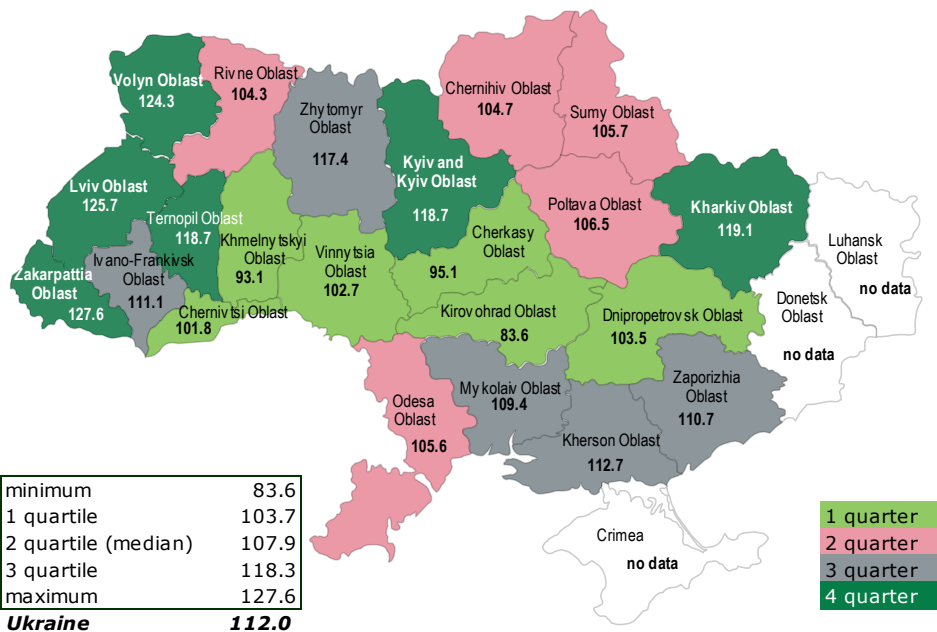 Volyn Oblast
124.3
Rivne Oblast
104.3
Zhytomyr
Oblast
117.4
Chernihiv Oblast
104.7
Sumy Oblast
105.7
Kyiv and
Kyiv Oblast
118.7
Lviv Oblast
125.7
Ternopil Oblast
118.7
Khmelnytskyi
Oblast
93.1
Vinnytsia
Oblast
102.7
Cherkasy
Oblast
95.1
Poltava Oblast
106.5
Kharkiv Oblast
119.1
Luhansk
Oblast
no data
Zakarpattia
Oblast
127.6
Ivano-Frankivsk
Oblast
111.1
Chernivtsi Oblast
101.8
Kirovohrad Oblast
83.6
Dnipropetrovsk Oblast
103.5
Donetsk
Oblast
no data
Odesa
Oblast
105.6
Mykolaiv Oblast
109.4
Kherson Oblast
112.7
Zaporizhia
Oblast
110.7
Crimea
no data
minimum 83.6
1 quartile 103.7
2 quartile (median) 107.9
3 quartile 118.3
maximum 127.6
Ukraine 112.0
1 quarter
2 quarter
3 quarter
4 quarter